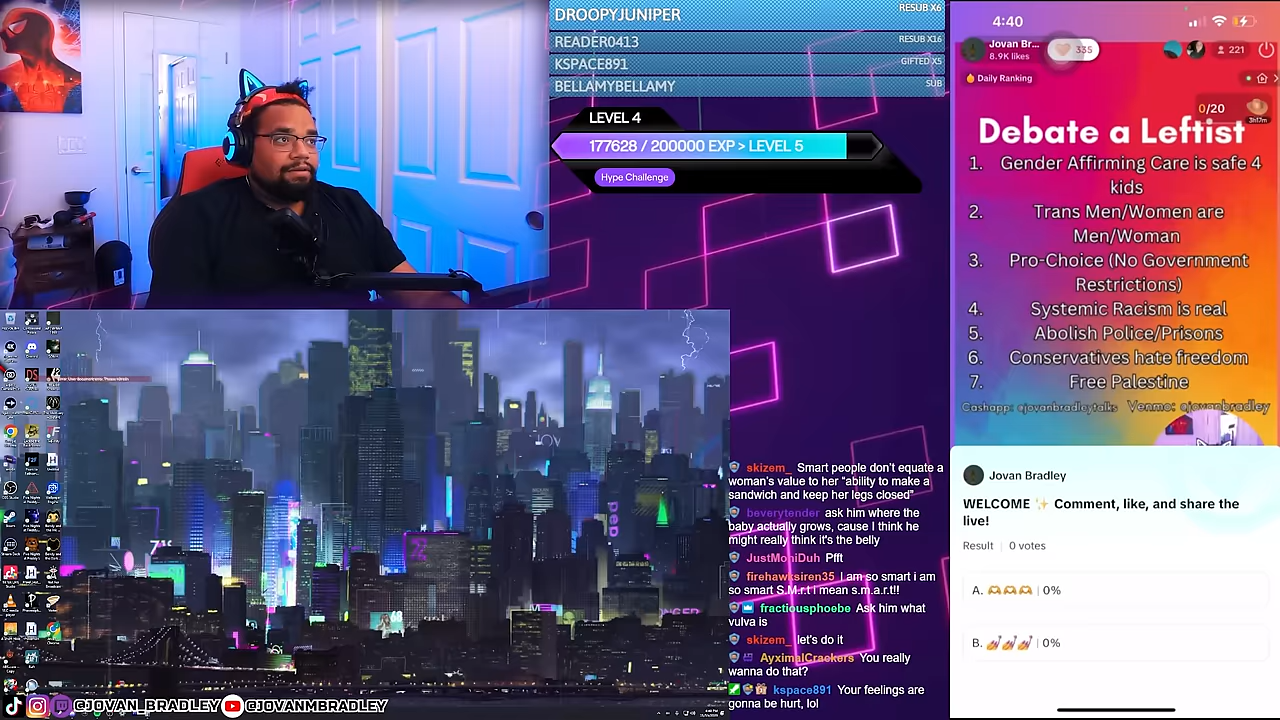 DROOPYJUNIPER
RESUB X6
READER0413
RESUB X16
KSPACE891
GIFTED X5
BELLAMYBELLAMY
SUB
LEVEL 4
177628 / 200000 EXP > LEVEL 5
Hype Challenge
skizem_ Smart people don't equate a
woman's value to "ability to make a
sandwich and keep her legs closed"
beverytender ask him where the
baby actually grows, cause I think he
might really think it's the belly
JustMoniDuh Pfft
firehawksiren35 I am so smart i am
so smart S.M.r.t I mean s.m.a.r.t!!
fractiousphoebe Ask him what
vulva is
skizem_ let's do it
AyximalCrackers You really
wanna do that?
kspace891 Your feelings are
gonna be hurt, lol
@JOVAN_BRADLEY
@JOVANMBRADLEY
4:40
Jovan Br...
8.9K likes
335
221
Daily Ranking
0/20
3h17m
Debate a Leftist
1. Gender Affirming Care is safe 4
kids
2. Trans Men/Women are
Men/Woman
3. Pro-Choice (No Government
Restrictions)
4. Systemic Racism is real
5. Abolish Police/Prisons
6. Conservatives hate freedom
7. Free Palestine
Cashapp: @jovanbradleytalks Venmo: @jovanbradley
Jovan Bradley
WELCOME ✨ Comment, like, and share the
live!
Result | 0 votes
A. 🫶🫶🫶 | 0%
B. 💅💅💅 | 0%